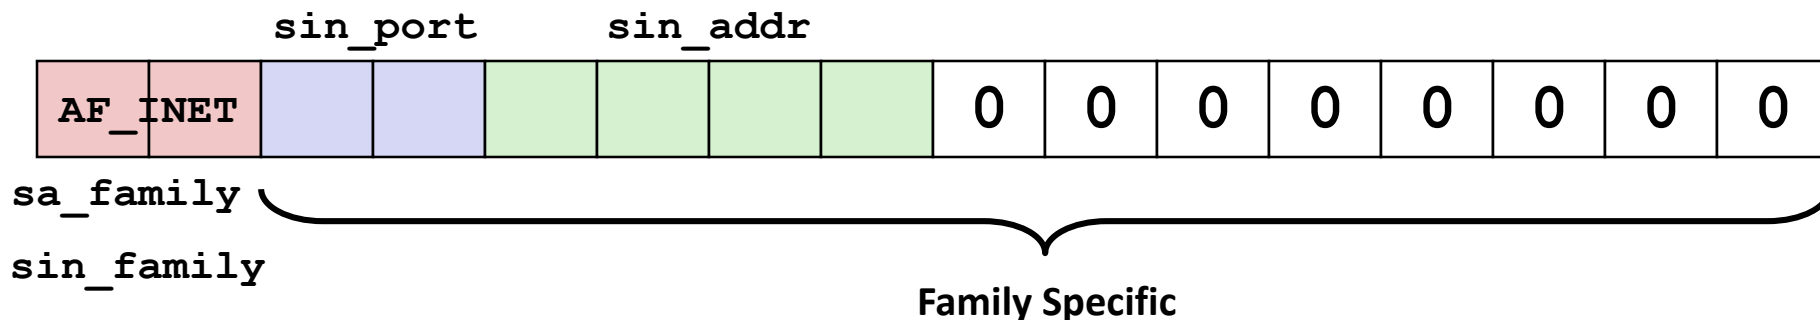 sin_port sin_addr
AF_INET 0 0 0 0 0 0 0 0
sa_family
sin_family
Family Specific